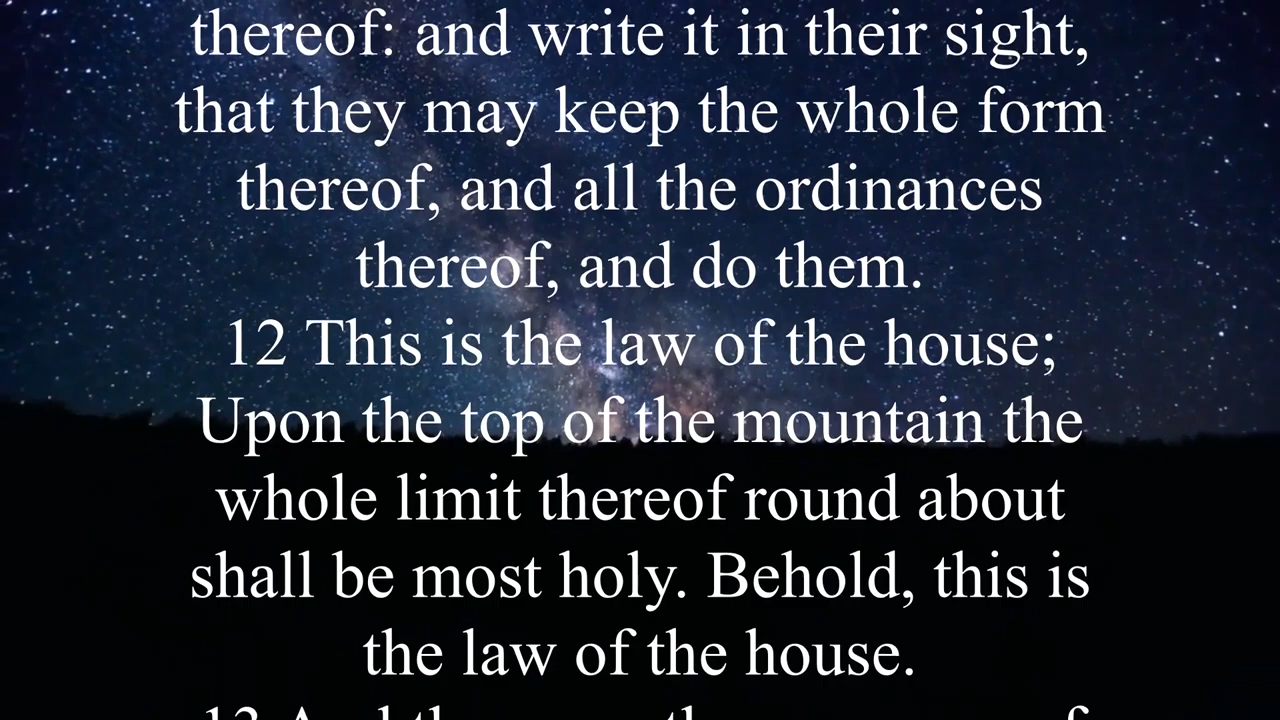 thereof: and write it in their sight,
that they may keep the whole form
thereof, and all the ordinances
thereof, and do them.
12 This is the law of the house;
Upon the top of the mountain the
whole limit thereof round about
shall be most holy. Behold, this is
the law of the house.
13 And